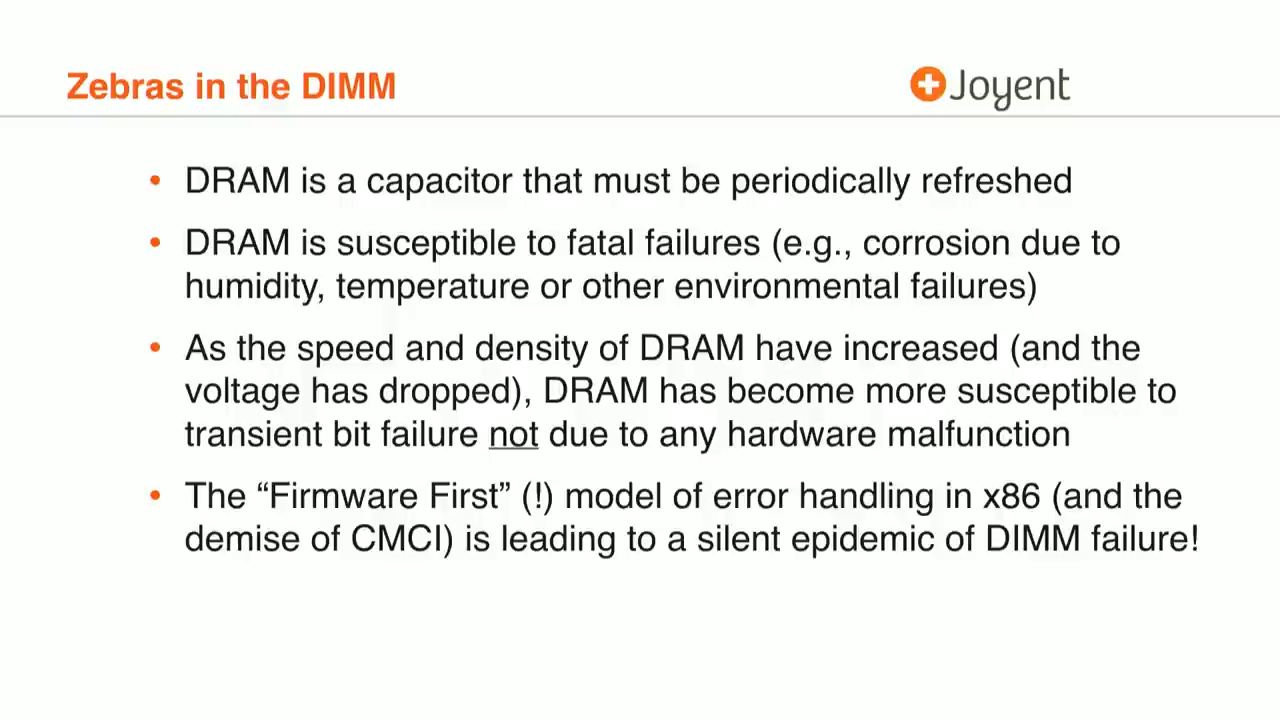 Zebras in the DIMM
Joyent
• DRAM is a capacitor that must be periodically refreshed
• DRAM is susceptible to fatal failures (e.g., corrosion due to
humidity, temperature or other environmental failures)
• As the speed and density of DRAM have increased (and the
voltage has dropped), DRAM has become more susceptible to
transient bit failure not due to any hardware malfunction
• The “Firmware First” (!) model of error handling in x86 (and the
demise of CMCI) is leading to a silent epidemic of DIMM failure!